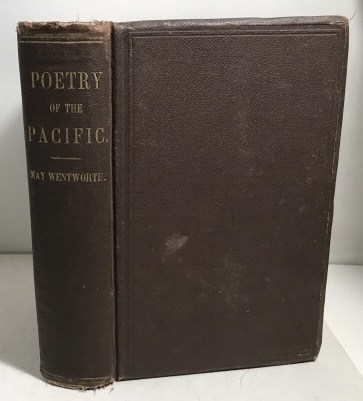 POETRY
OF THE
PACIFIC.
MAY WENTWORTH.